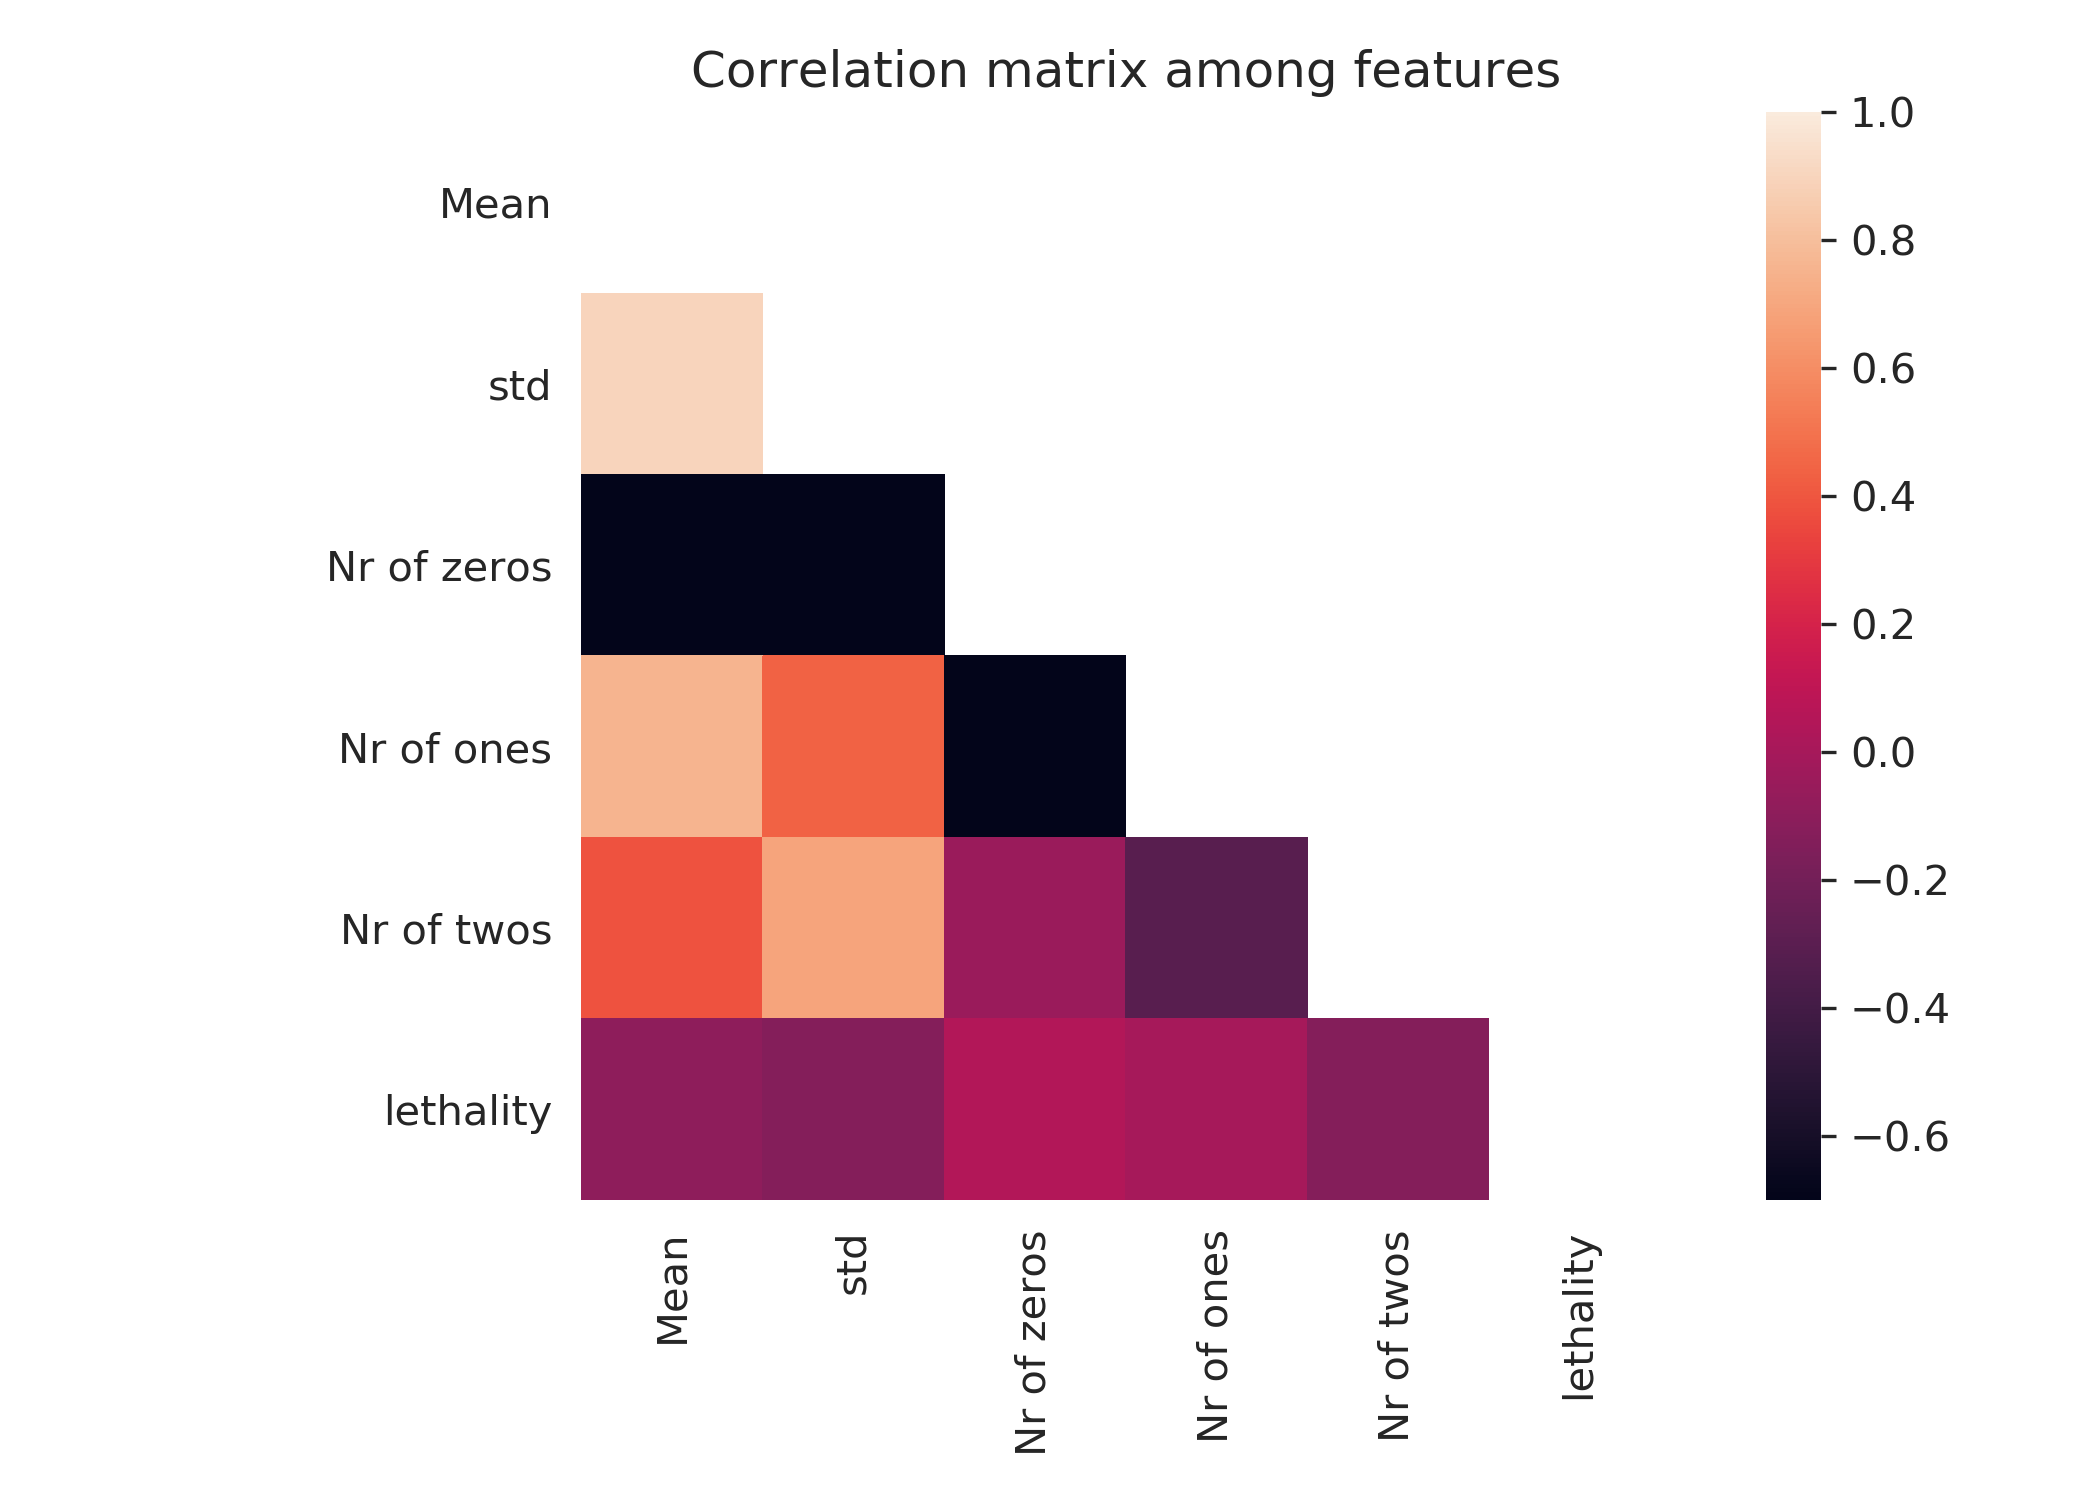 Correlation matrix among features
Mean
std
Nr of zeros
Nr of ones
Nr of twos
lethality
Mean
std
Nr of zeros
Nr of ones
Nr of twos
lethality
1.0
0.8
0.6
0.4
0.2
0.0
−0.2
−0.4
−0.6